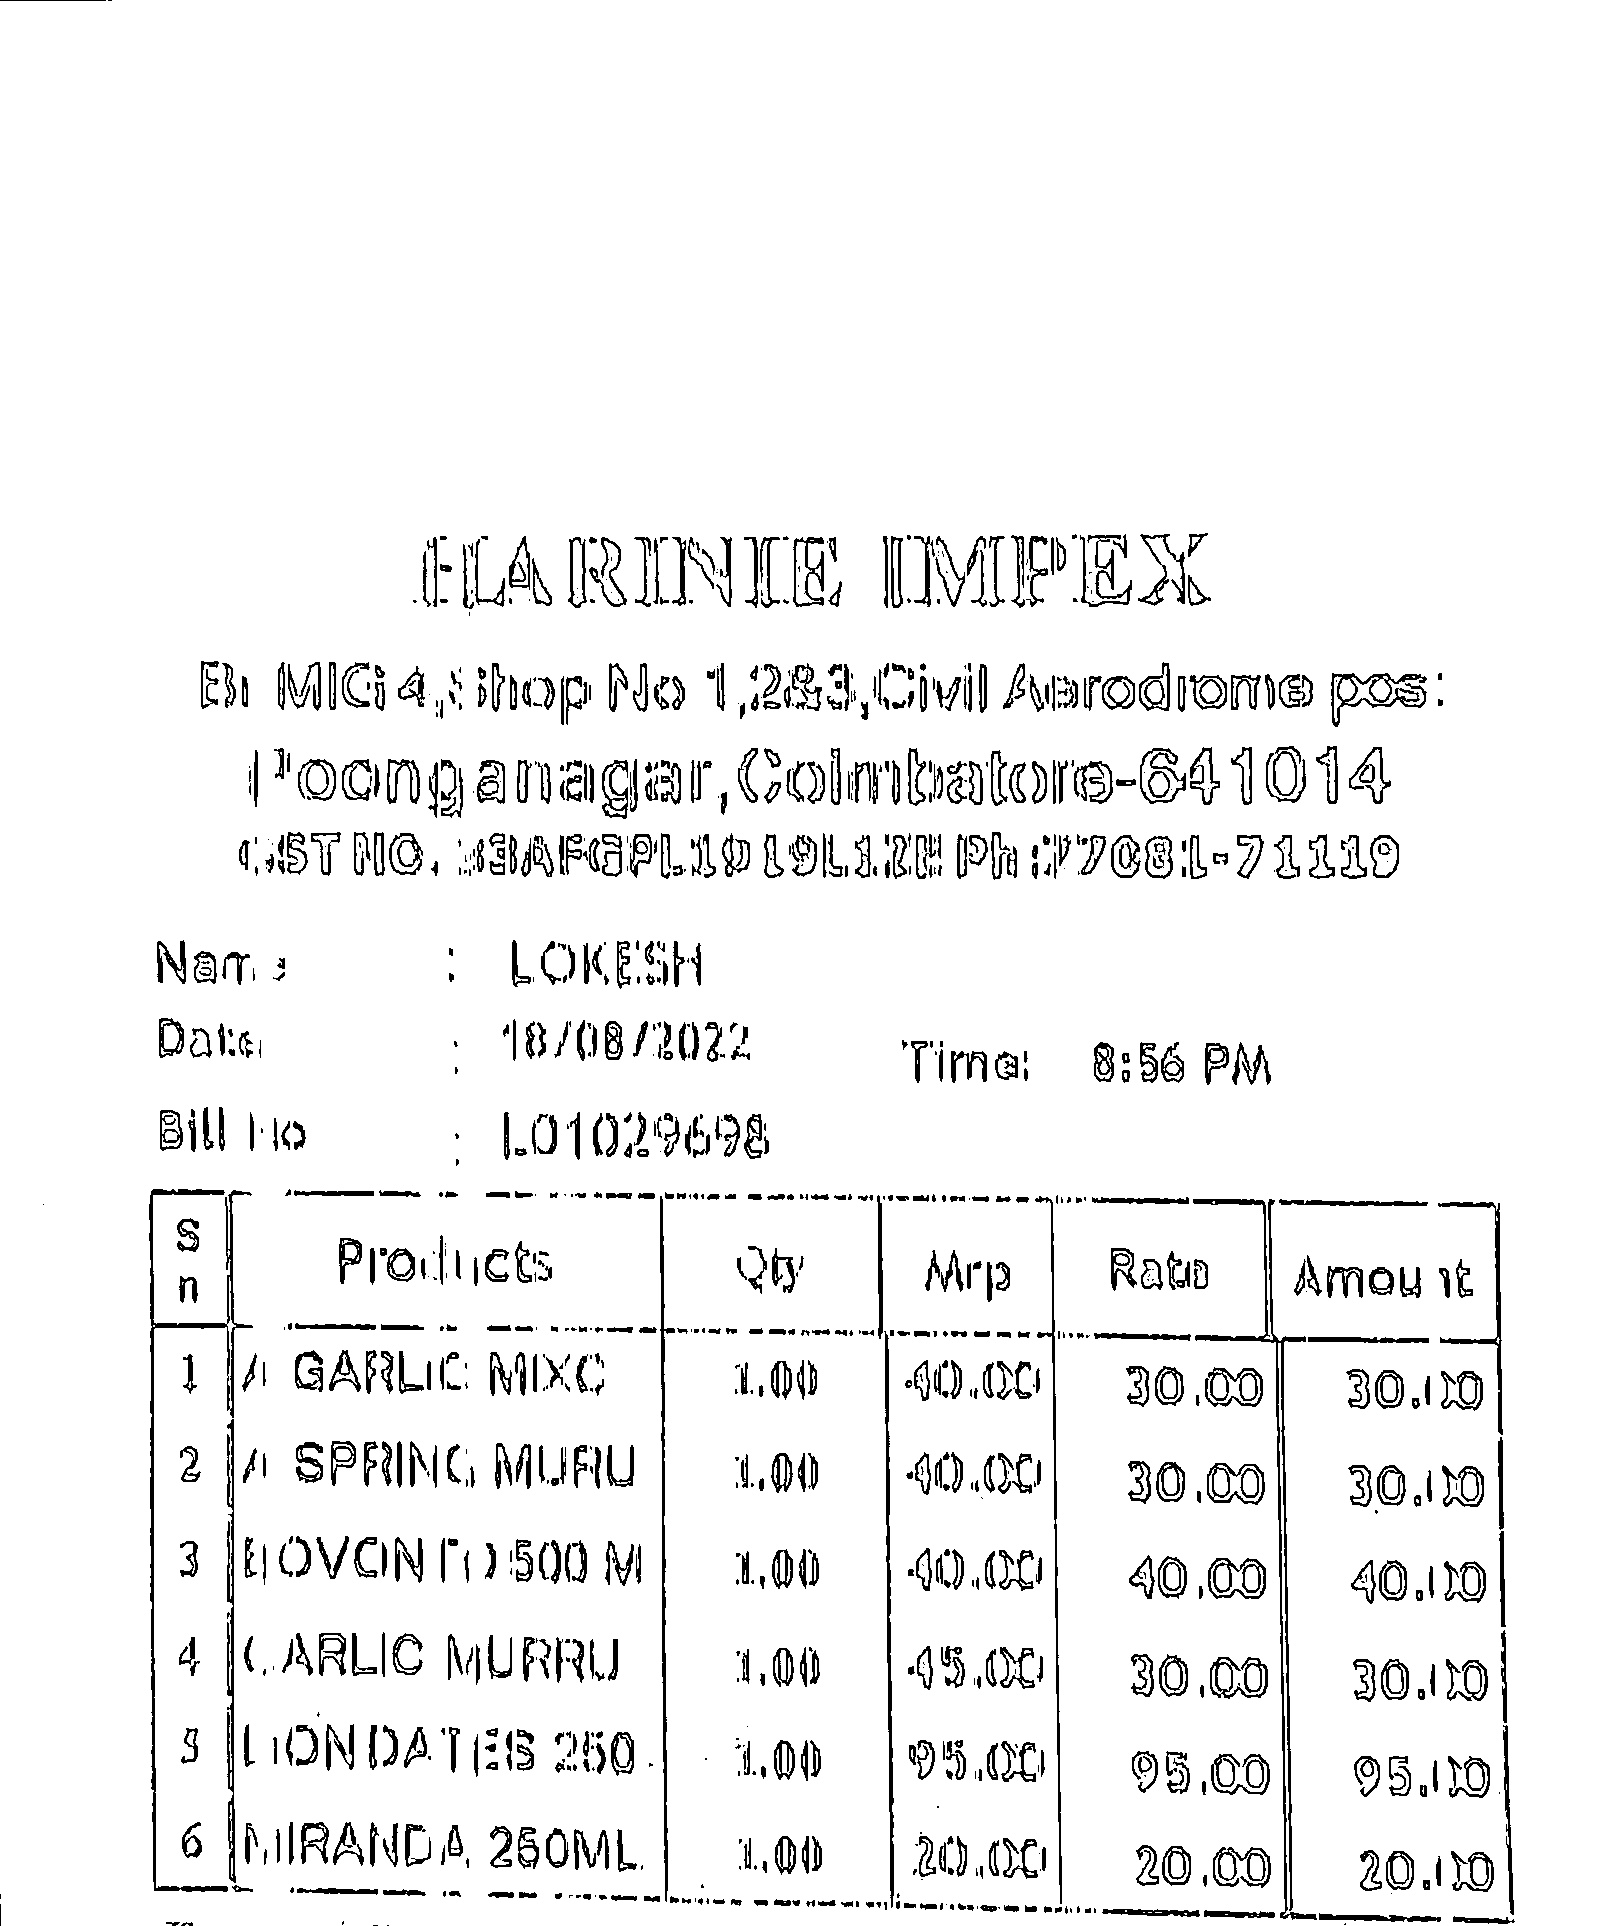 HARINIE IMPEX
MIG 4,Shop No 1,2&3,Civil Aerodrome pos:
Poonganagar,Coimbatore-641014
GST NO. Ph :77081-71119
Name : LOKESH
Date : 18/08/2022 Time: 8:56 PM
Bill No : L01029698
Sn Products Qty Mrp Rate Amount
1 A GARLIC MIXC 1.00 40.00 30.00 30.00
2 A SPRING MURU 1.00 40.00 30.00 30.00
3 BOVONTO 500 M 1.00 40.00 40.00 40.00
4 GARLIC MURRU 1.00 45.00 30.00 30.00
5 LION DATES 250 1.00 95.00 95.00 95.00
6 MIRANDA 250ML 1.00 20.00 20.00 20.00